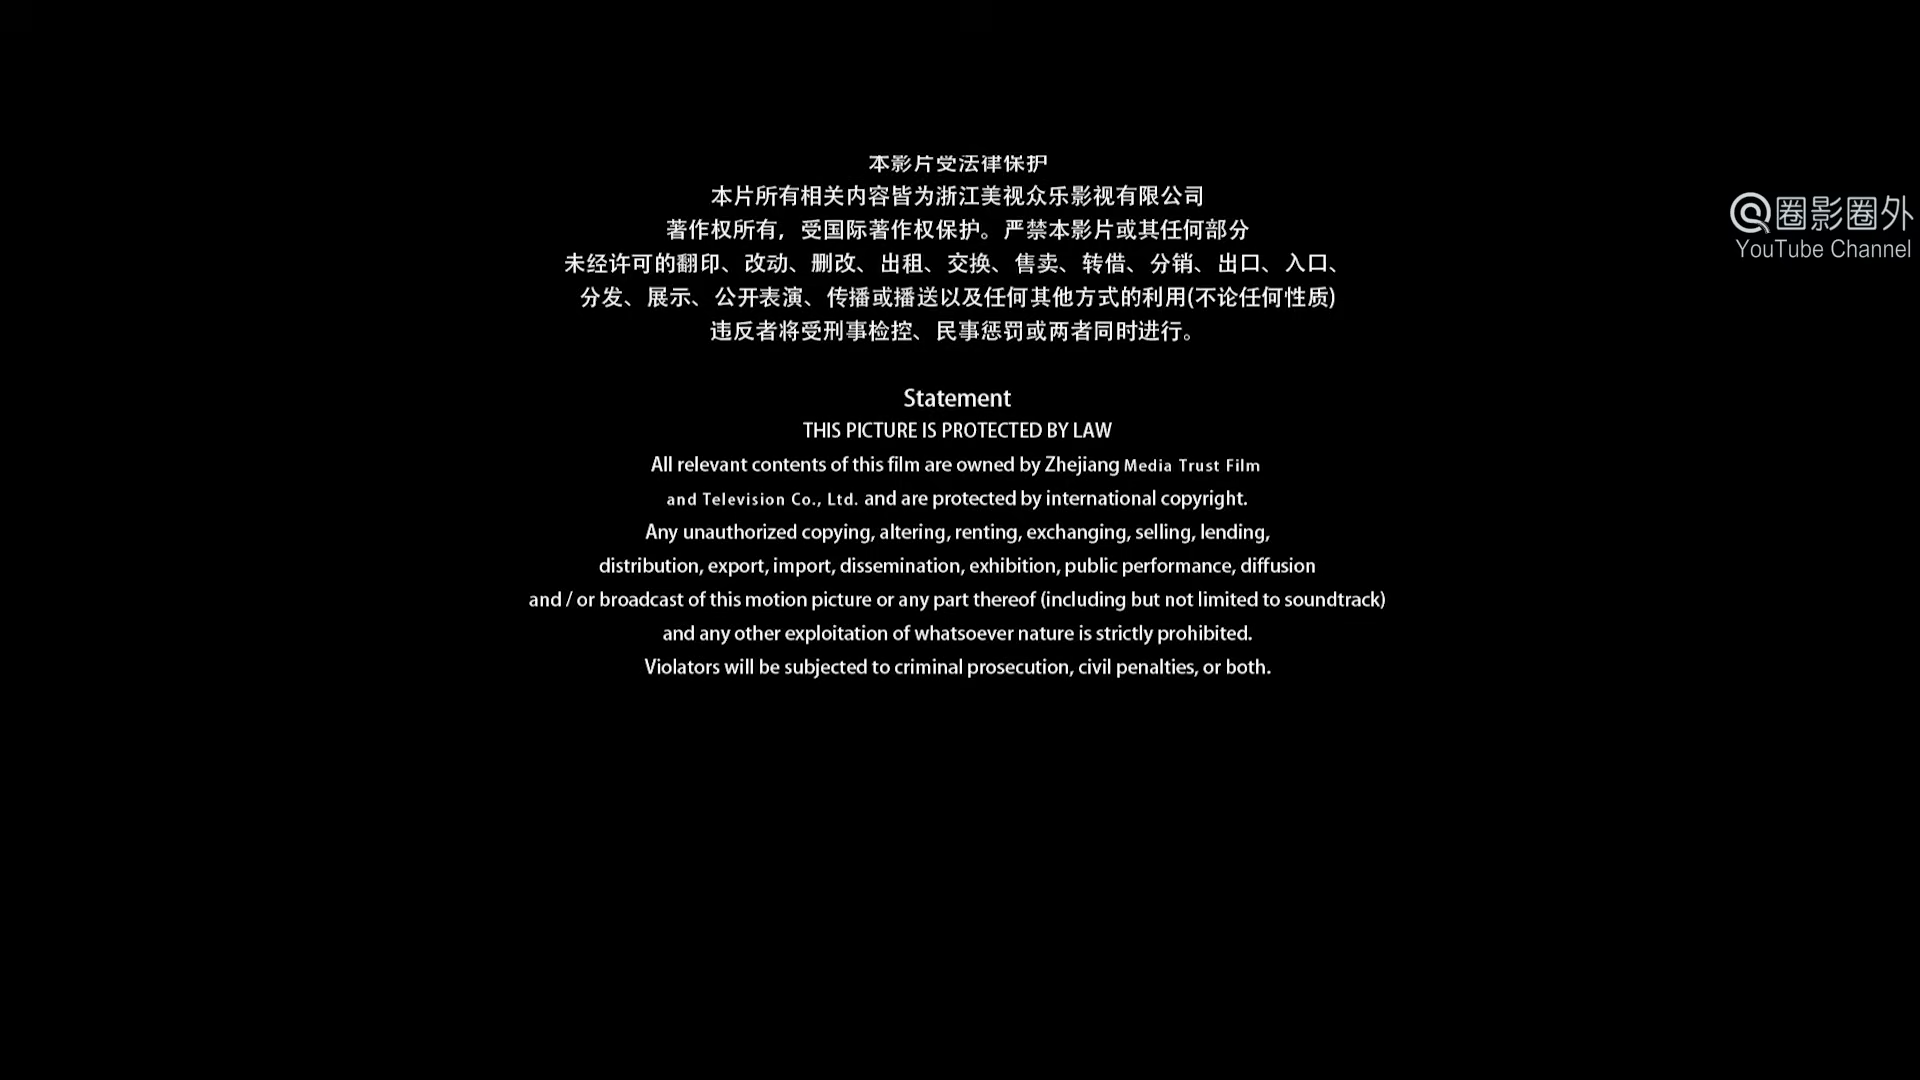 本影片受法律保护
本片所有相关内容皆为浙江美视众乐影视有限公司
著作权所有，受国际著作权保护。严禁本影片或其任何部分
未经许可的翻印、改动、删改、出租、交换、售卖、转借、分销、出口、入口、
分发、展示、公开表演、传播或播送以及任何其他方式的利用(不论任何性质)
违反者将受刑事检控、民事惩罚或两者同时进行。
Statement
THIS PICTURE IS PROTECTED BY LAW
All relevant contents of this film are owned by Zhejiang Media Trust Film
and Television Co., Ltd. and are protected by international copyright.
Any unauthorized copying, altering, renting, exchanging, selling, lending,
distribution, export, import, dissemination, exhibition, public performance, diffusion
and / or broadcast of this motion picture or any part thereof (including but not limited to soundtrack)
and any other exploitation of whatsoever nature is strictly prohibited.
Violators will be subjected to criminal prosecution, civil penalties, or both.
圈影圈外
YouTube Channel